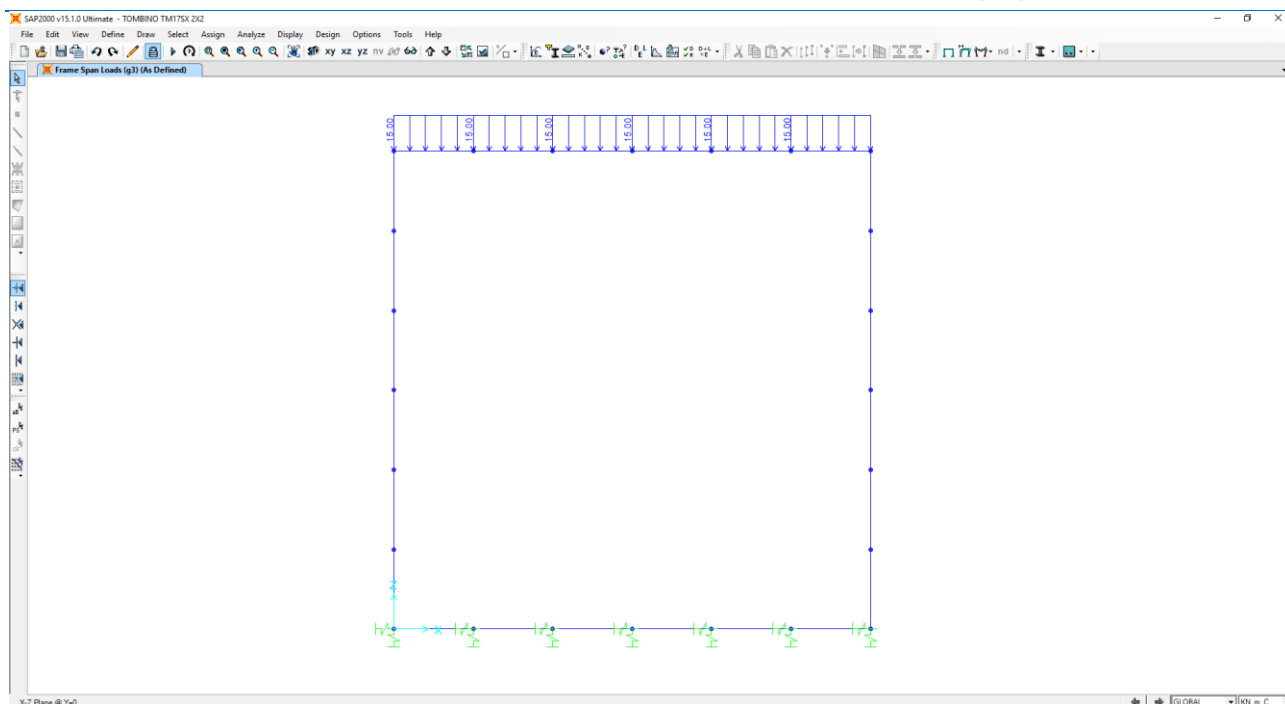 SAP2000 v15.1.0 Ultimate - TOMBINO TM17SX 2X2
File Edit View Define Draw Select Assign Analyze Display Design Options Tools Help
xy xz yz nv nd
Frame Span Loads (g3) (As Defined)
15.00 15.00 15.00 15.00 15.00 15.00
Z
X
X-Z Plane @ Y=0
GLOBAL KN, m, C